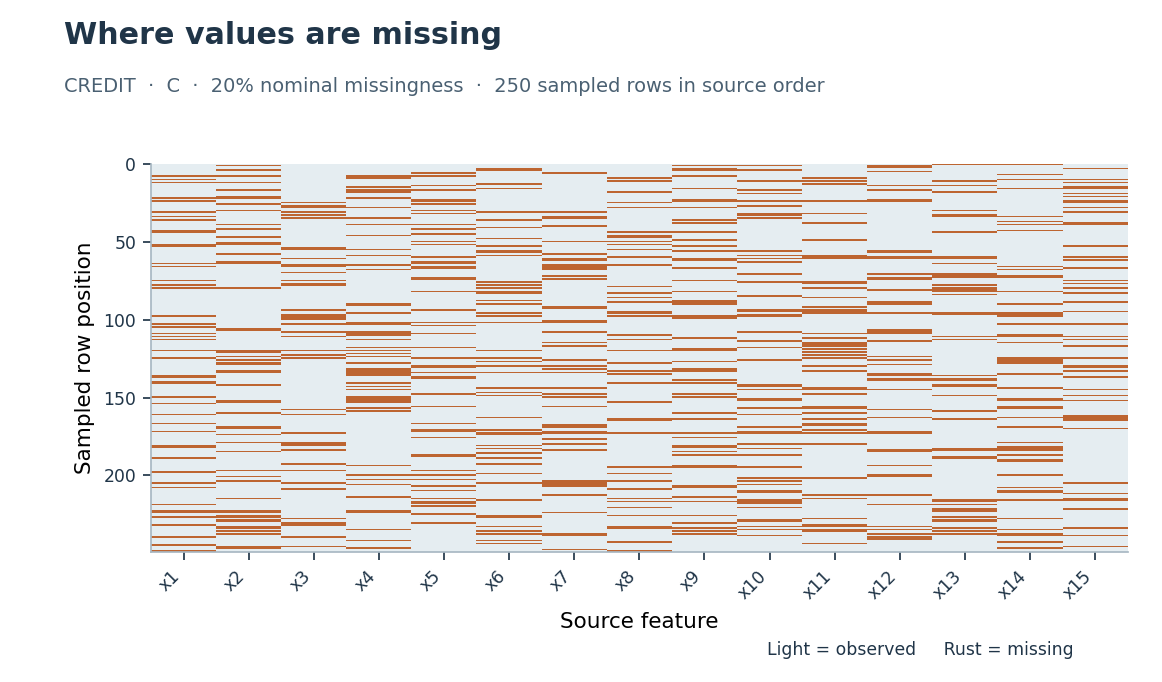 Where values are missing
CREDIT · C · 20% nominal missingness · 250 sampled rows in source order
0
50
100
150
200
Sampled row position
x1 x2 x3 x4 x5 x6 x7 x8 x9 x10 x11 x12 x13 x14 x15
Source feature
Light = observed Rust = missing